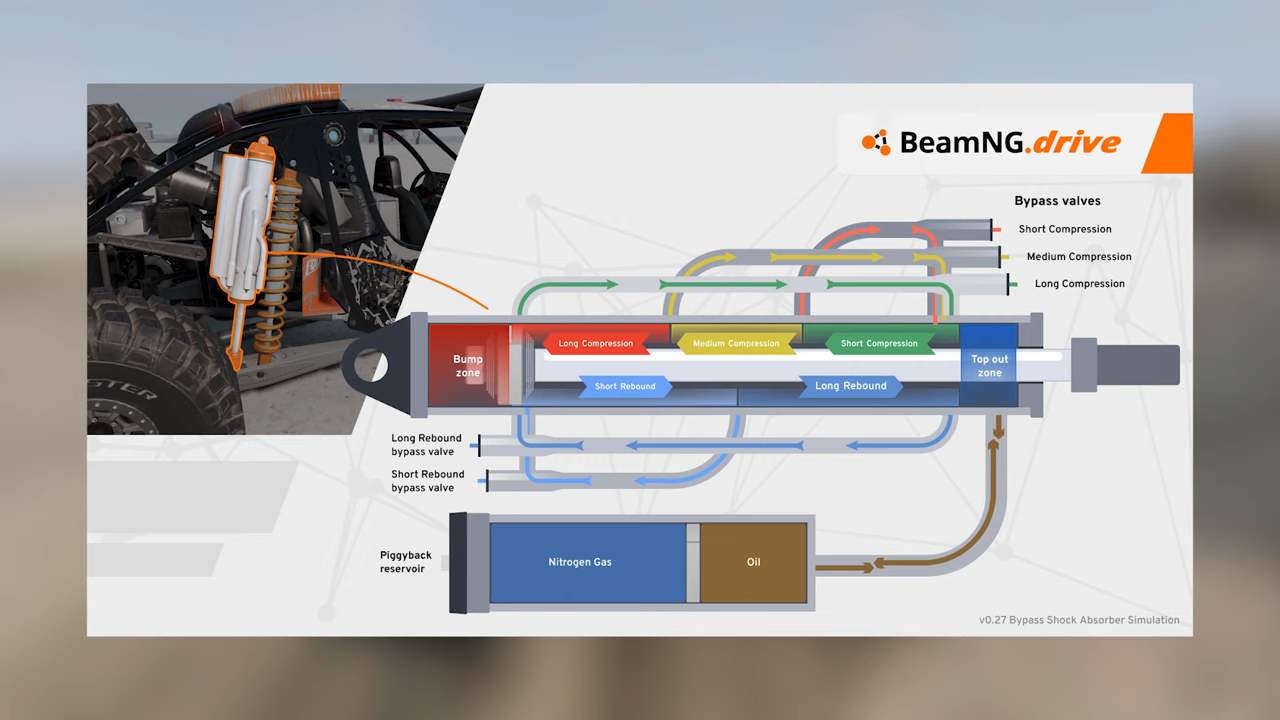 BeamNG.drive
Bypass valves
Short Compression
Medium Compression
Long Compression
Bump
zone
Long Compression
Medium Compression
Short Compression
Top out
zone
Short Rebound
Long Rebound
Long Rebound
bypass valve
Short Rebound
bypass valve
Piggyback
reservoir
Nitrogen Gas
Oil
v0.27 Bypass Shock Absorber Simulation